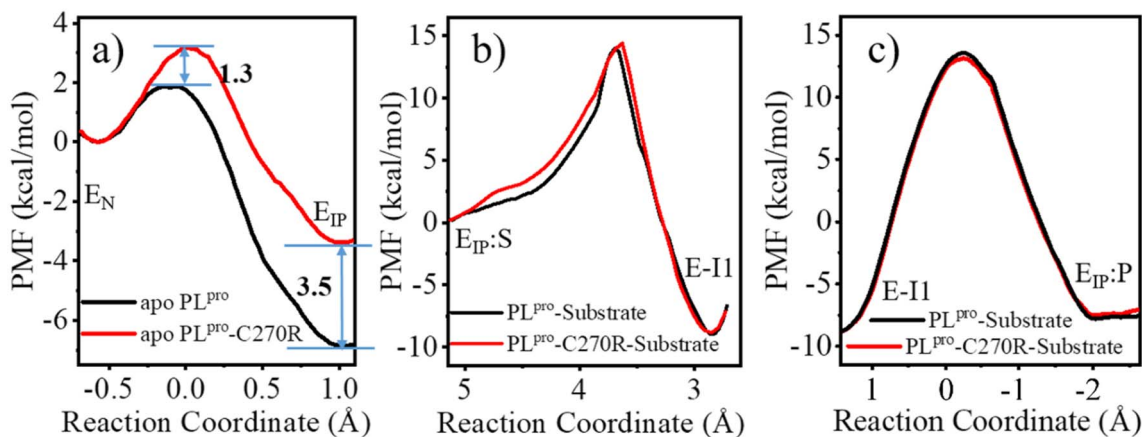 a)
PMF (kcal/mol)
4
2
0
-2
-4
-6
1.3
E_N
E_IP
3.5
apo PL^pro
apo PL^pro-C270R
-0.5 0.0 0.5 1.0
Reaction Coordinate (Å)
b)
PMF (kcal/mol)
15
10
5
0
-5
-10
E_IP:S
E-I1
PL^pro-Substrate
PL^pro-C270R-Substrate
5 4 3
Reaction Coordinate (Å)
c)
PMF (kcal/mol)
15
10
5
0
-5
-10
E-I1
E_IP:P
PL^pro-Substrate
PL^pro-C270R-Substrate
1 0 -1 -2
Reaction Coordinate (Å)